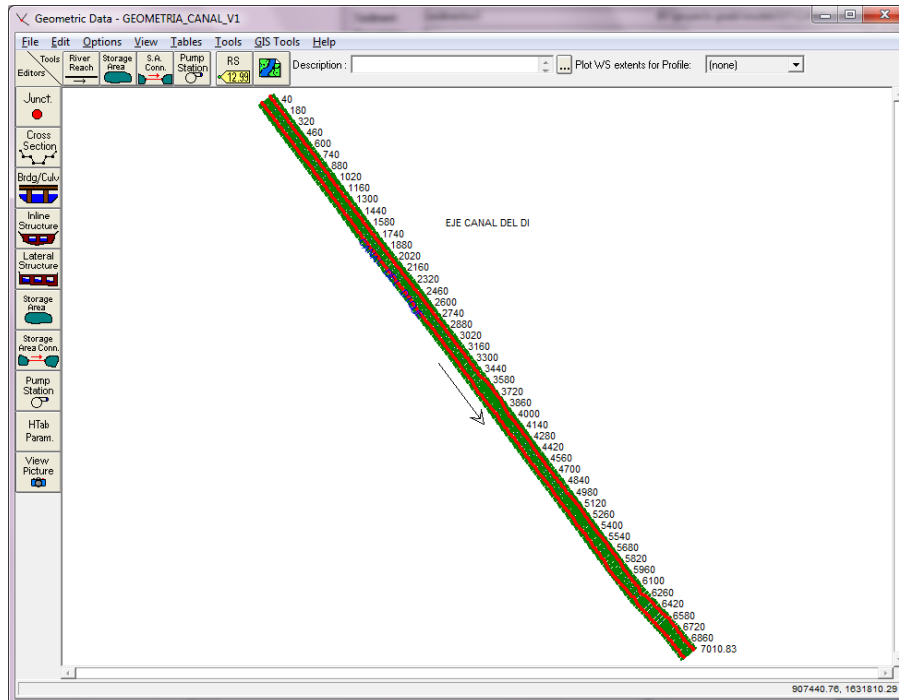 Geometric Data - GEOMETRIA_CANAL_V1
File Edit Options View Tables Tools GIS Tools Help
Tools
Editors
River
Reach
Storage
Area
S.A.
Conn.
Pump
Station
RS
12.99
Description :
...
Plot WS extents for Profile:
(none)
Junct.
Cross
Section
Brdg/Culv
Inline
Structure
Lateral
Structure
Storage
Area
Storage
Area Conn.
Pump
Station
HTab
Param.
View
Picture
40
180
320
460
600
740
880
1020
1160
1300
1440
1580
1740
1880
2020
2160
2320
2460
2600
2740
2880
3020
3160
3300
3440
3580
3720
3860
4000
4140
4280
4420
4560
4700
4840
4980
5120
5260
5400
5540
5680
5820
5960
6100
6260
6420
6580
6720
6860
7010.83
EJE CANAL DEL DI
907440.76, 1631810.29